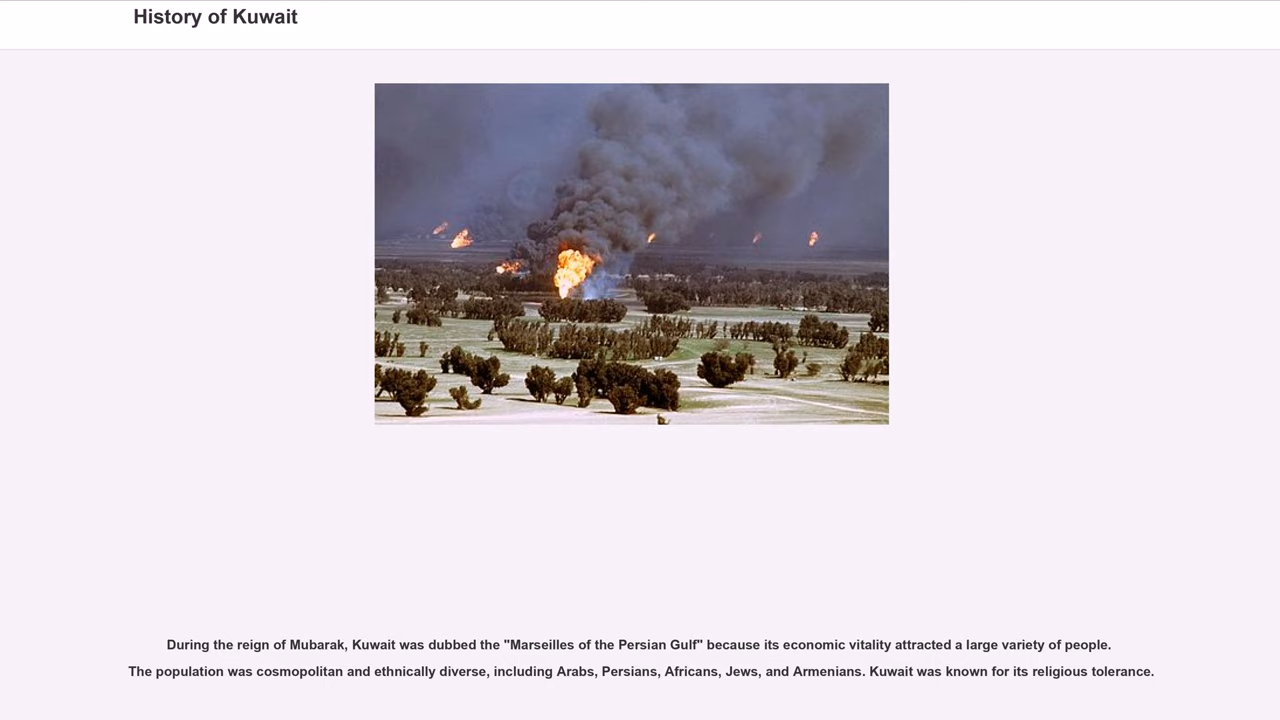 History of Kuwait
During the reign of Mubarak, Kuwait was dubbed the "Marseilles of the Persian Gulf" because its economic vitality attracted a large variety of people.
The population was cosmopolitan and ethnically diverse, including Arabs, Persians, Africans, Jews, and Armenians. Kuwait was known for its religious tolerance.